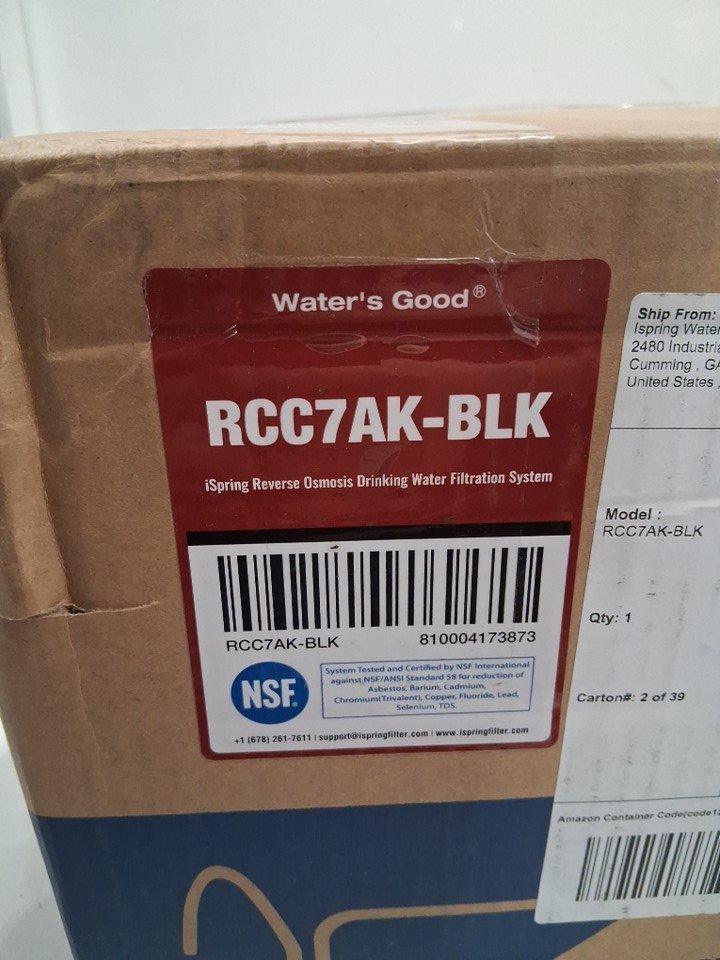 Water's Good®
RCC7AK-BLK
iSpring Reverse Osmosis Drinking Water Filtration System
RCC7AK-BLK 810004173873
NSF.
System Tested and Certified by NSF International
against NSF/ANSI Standard 58 for reduction of
Asbestos, Barium, Cadmium,
Chromium(Trivalent), Copper, Fluoride, Lead,
Selenium, TDS.
+1 (678) 261-7611 | support@ispringfilter.com | www.ispringfilter.com
Ship From:
Ispring Water
2480 Industria
Cumming , GA
United States ,
Model :
RCC7AK-BLK
Qty: 1
Carton#: 2 of 39
Amazon Container Code(code12